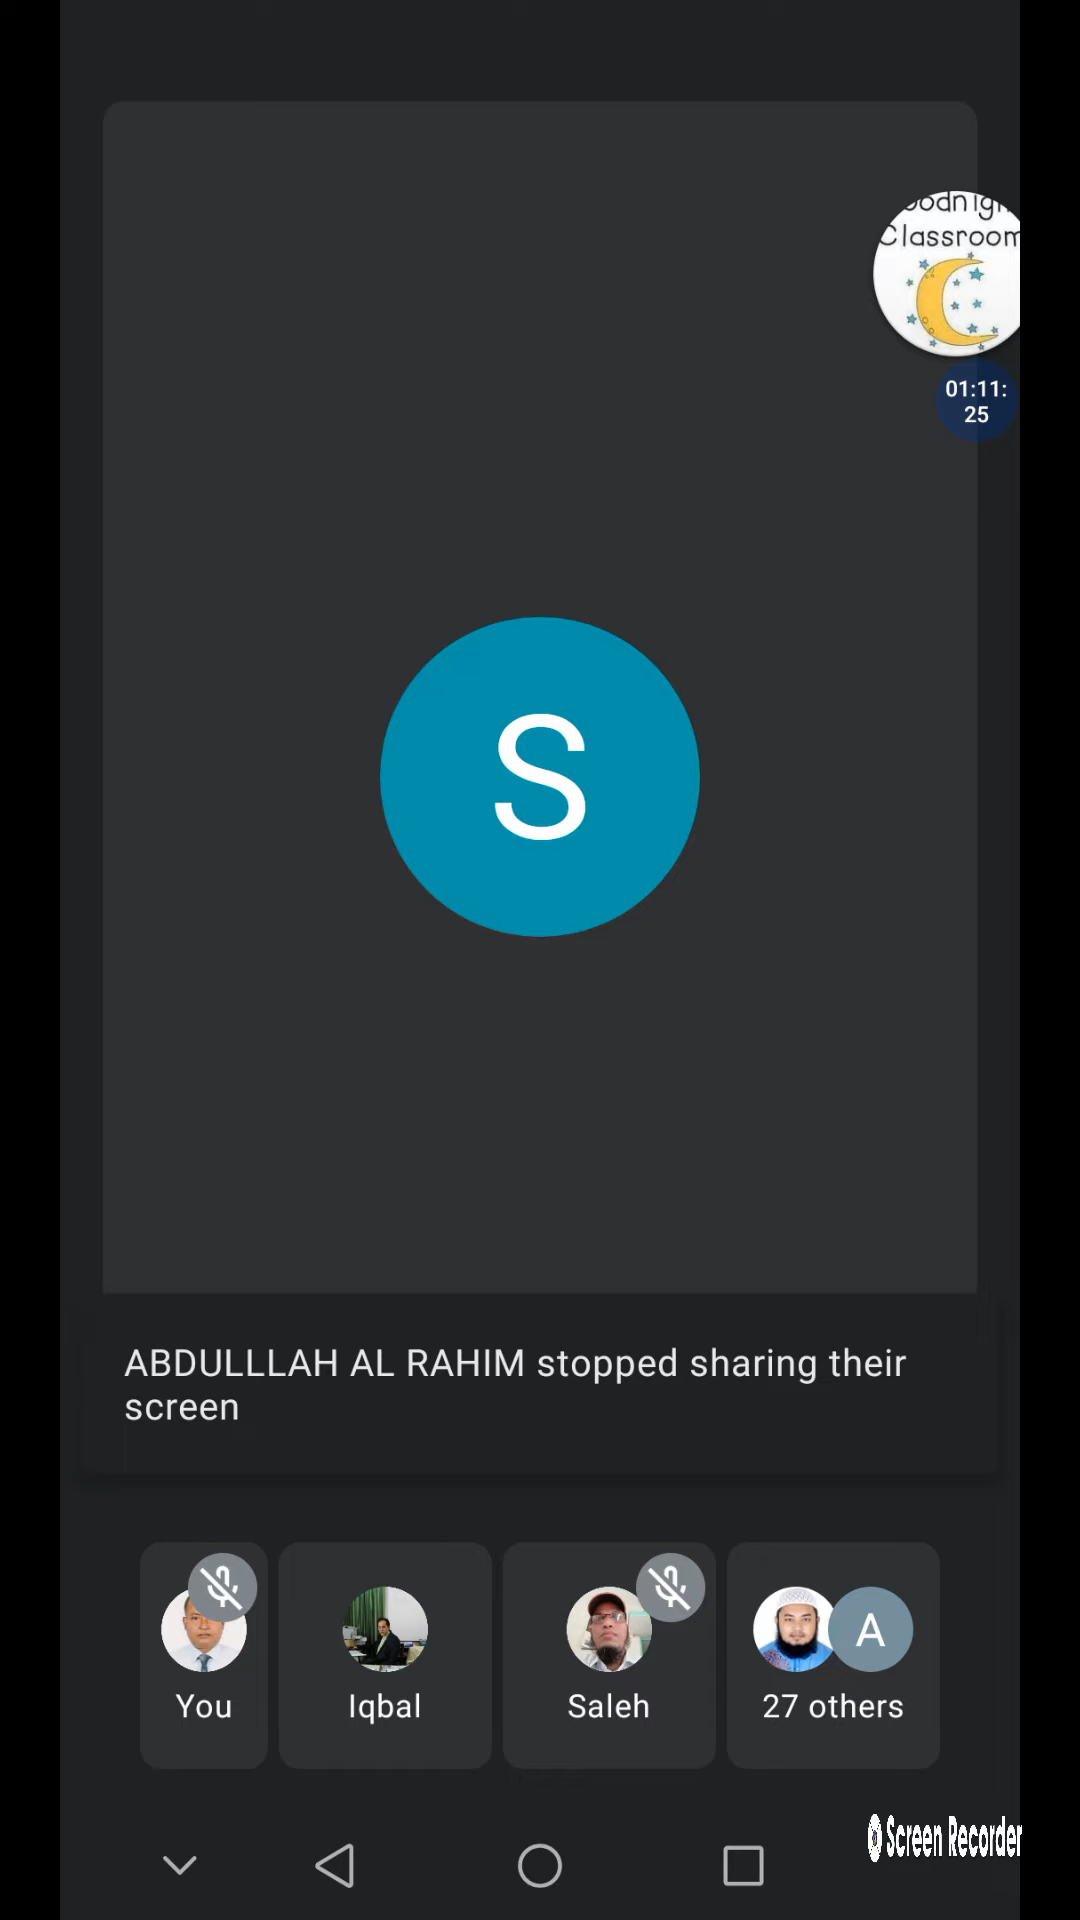 Classroom
01:11:
25
S
ABDULLLAH AL RAHIM stopped sharing their
screen
A
You
Iqbal
Saleh
27 others
Screen Recorder